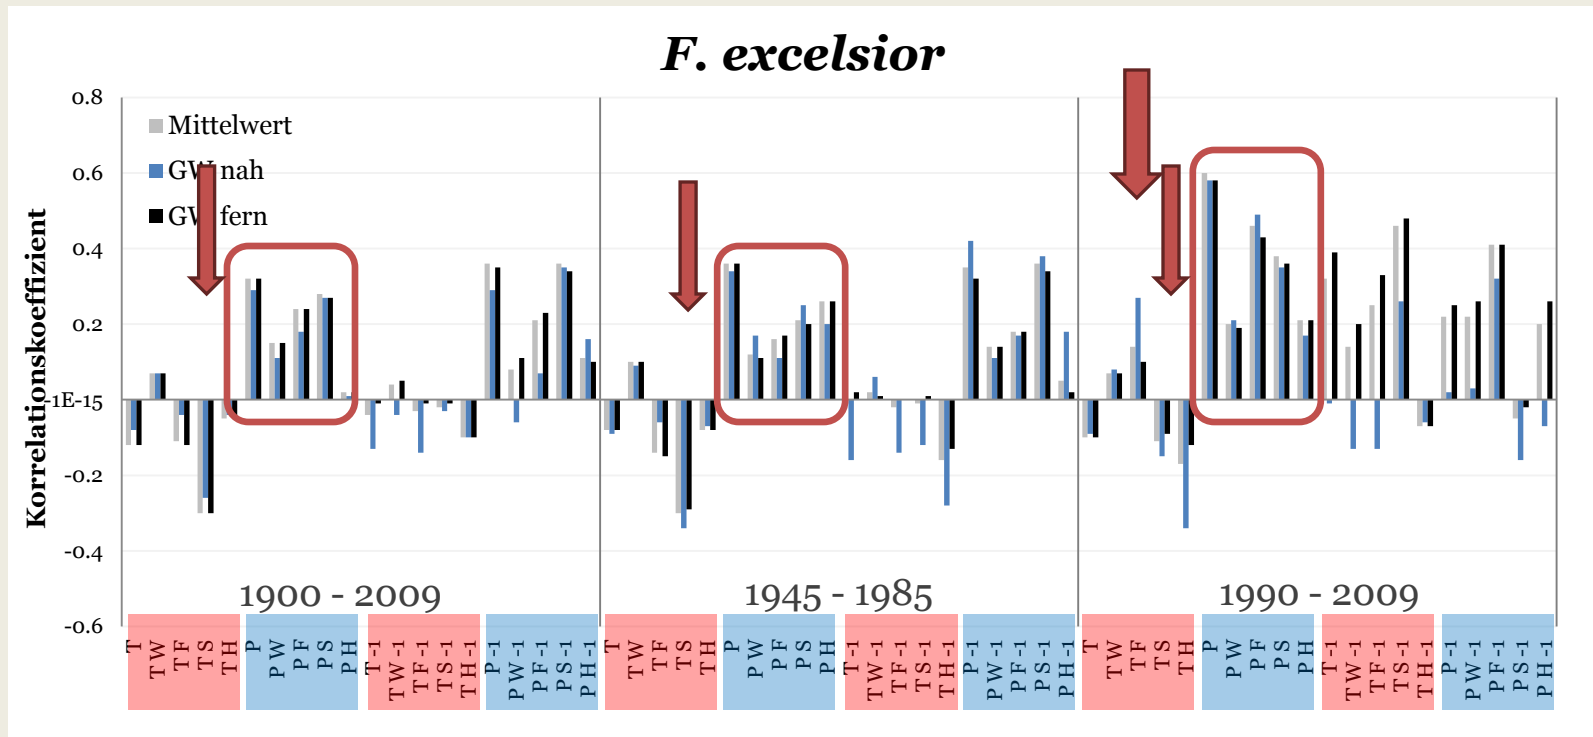 F. excelsior
Korrelationskoeffizient
0.8
0.6
0.4
0.2
-1E-15
-0.2
-0.4
-0.6
Mittelwert
GW nah
GW fern
1900 - 2009
1945 - 1985
1990 - 2009
T
TW
TF
TS
TH
P
PW
PF
PS
PH
T-1
TW-1
TF-1
TS-1
TH-1
P-1
PW-1
PF-1
PS-1
PH-1
T
TW
TF
TS
TH
P
PW
PF
PS
PH
T-1
TW-1
TF-1
TS-1
TH-1
P-1
PW-1
PF-1
PS-1
PH-1
T
TW
TF
TS
TH
P
PW
PF
PS
PH
T-1
TW-1
TF-1
TS-1
TH-1
P-1
PW-1
PF-1
PS-1
PH-1